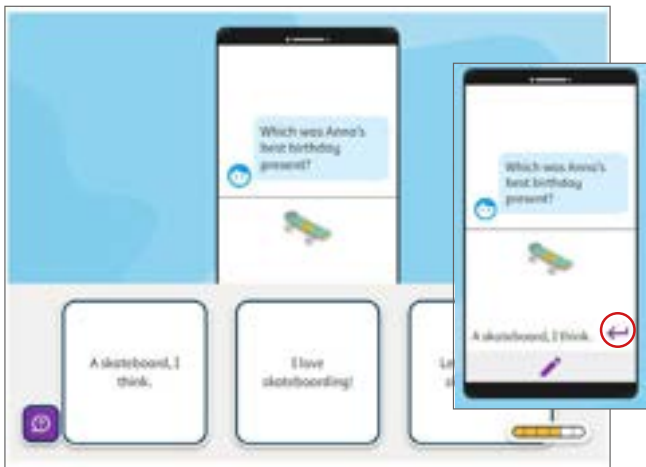 Which was Anna's
best birthday
present?
A skateboard, I
think.
I love
skateboarding!
Which was Anna's
best birthday
present?
A skateboard, I think.